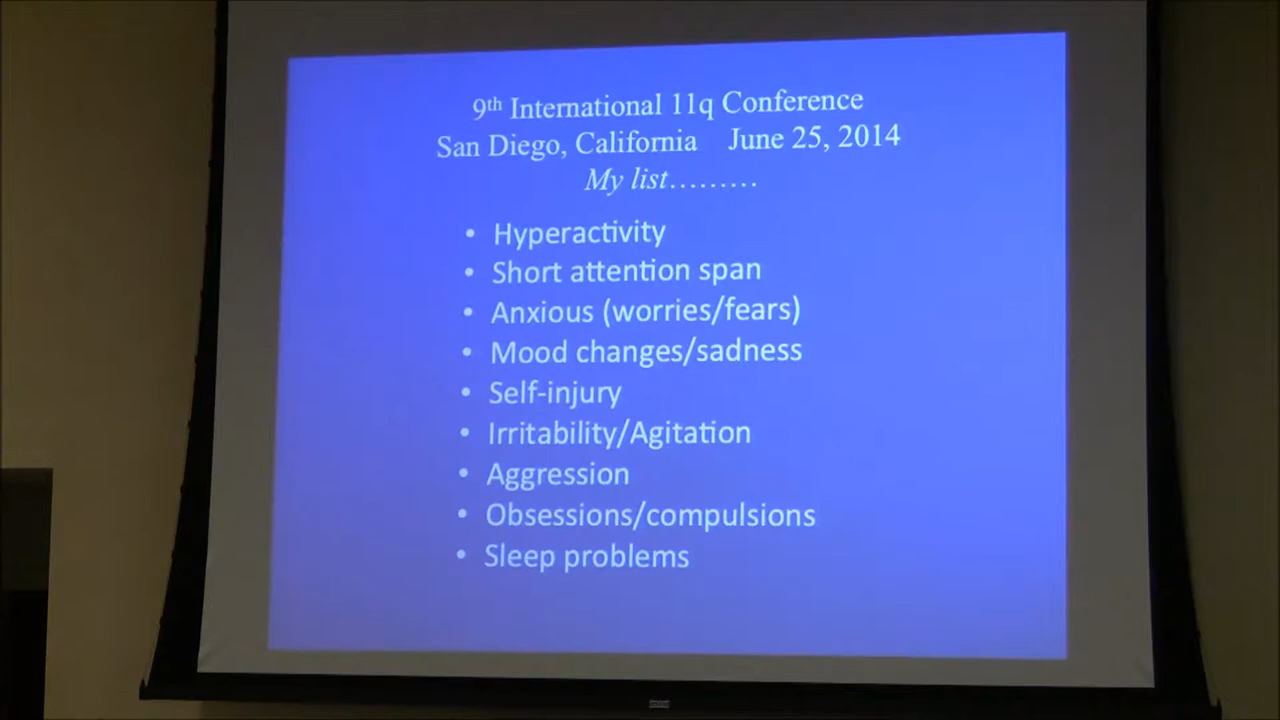 9th International 11q Conference
San Diego, California June 25, 2014
My list.........
• Hyperactivity
• Short attention span
• Anxious (worries/fears)
• Mood changes/sadness
• Self-injury
• Irritability/Agitation
• Aggression
• Obsessions/compulsions
• Sleep problems